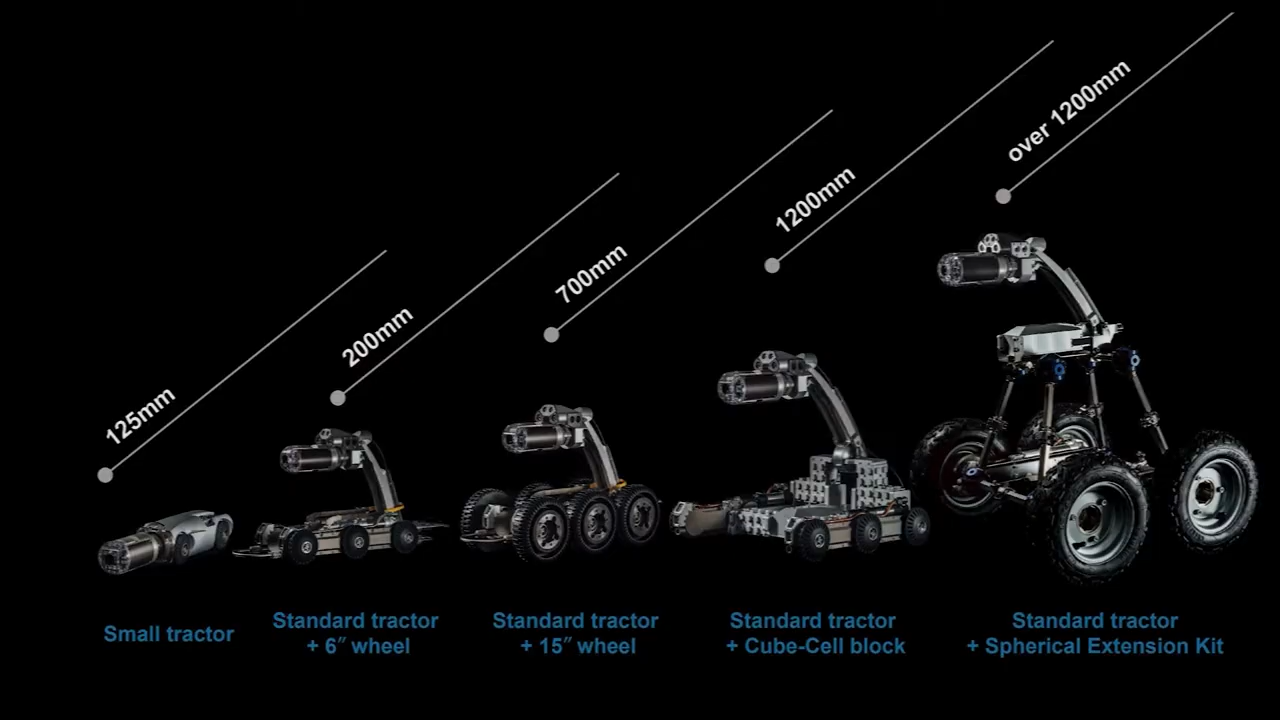 125mm
200mm
700mm
1200mm
over 1200mm
Small tractor
Standard tractor
+ 6″ wheel
Standard tractor
+ 15″ wheel
Standard tractor
+ Cube-Cell block
Standard tractor
+ Spherical Extension Kit